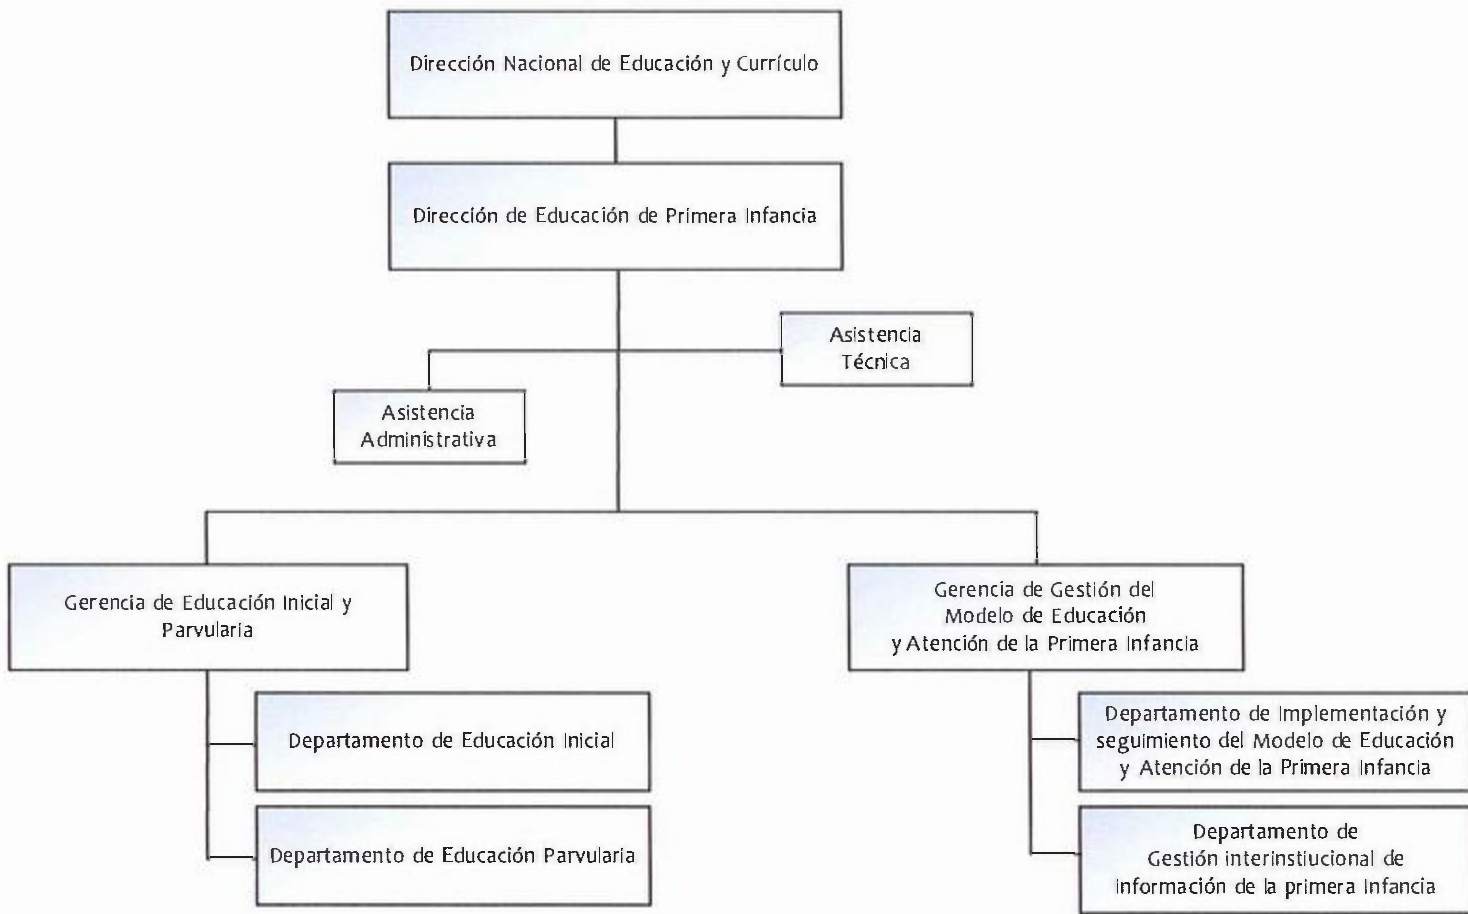 Dirección Nacional de Educación y Currículo
Dirección de Educación de Primera Infancia
Asistencia
Técnica
Asistencia
Administrativa
Gerencia de Educación Inicial y
Parvularia
Gerencia de Gestión del
Modelo de Educación
y Atención de la Primera Infancia
Departamento de Educación Inicial
Departamento de Implementación y
seguimiento del Modelo de Educación
y Atención de la Primera Infancia
Departamento de Educación Parvularia
Departamento de
Gestión interinstiucional de
información de la primera Infancia